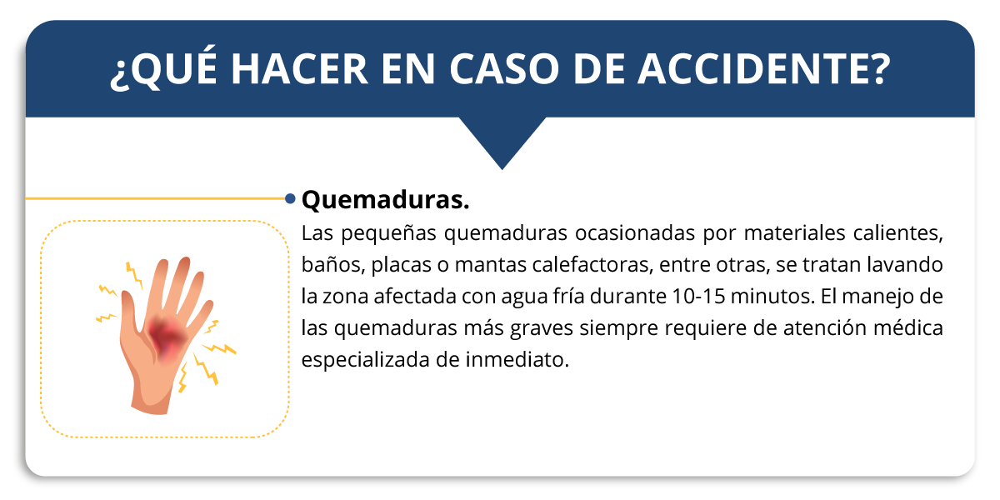 ¿QUÉ HACER EN CASO DE ACCIDENTE?
Quemaduras.
Las pequeñas quemaduras ocasionadas por materiales calientes,
baños, placas o mantas calefactoras, entre otras, se tratan lavando
la zona afectada con agua fría durante 10-15 minutos. El manejo de
las quemaduras más graves siempre requiere de atención médica
especializada de inmediato.